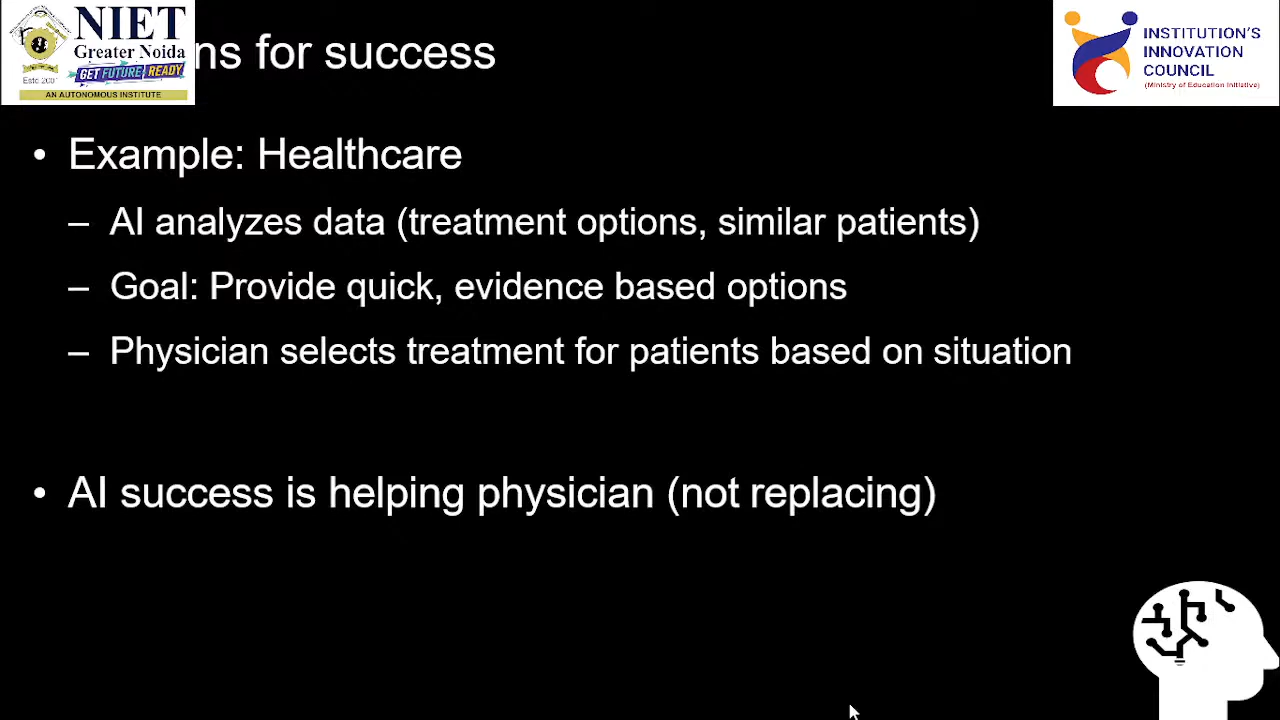 NIET
Greater Noida
GET FUTURE READY
AN AUTONOMOUS INSTITUTE
for success
INSTITUTION'S
INNOVATION
COUNCIL
(Ministry of Education Initiative)
• Example: Healthcare
– AI analyzes data (treatment options, similar patients)
– Goal: Provide quick, evidence based options
– Physician selects treatment for patients based on situation
• AI success is helping physician (not replacing)